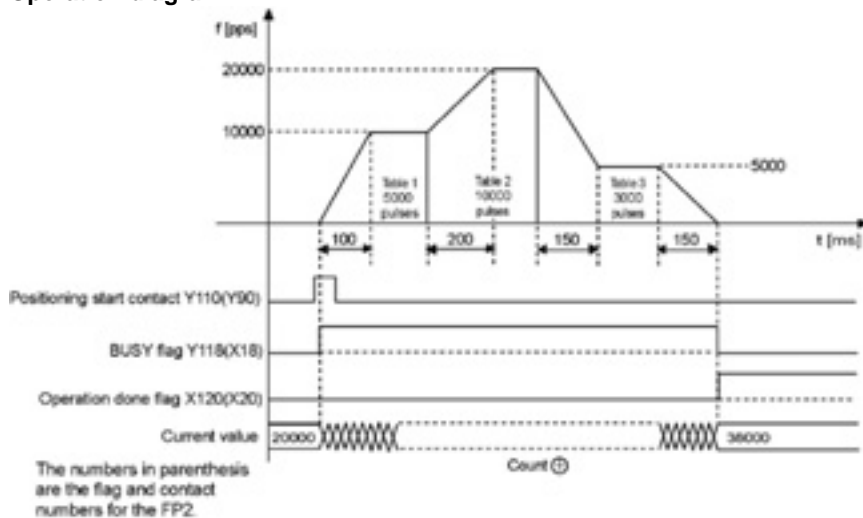 f [pps]
20000
10000
5000
Table 1
5000
pulses
Table 2
10000
pulses
Table 3
3000
pulses
100
200
150
150
t [ms]
Positioning start contact Y110(Y90)
BUSY flag Y118(X18)
Operation done flag X120(X20)
Current value
20000
38000
Count ⊕
The numbers in parenthesis
are the flag and contact
numbers for the FP2.